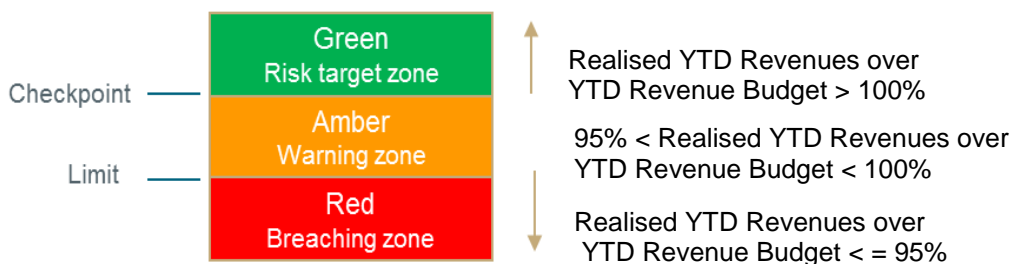 Green
Risk target zone
Checkpoint
Amber
Warning zone
Limit
Red
Breaching zone
Realised YTD Revenues over
YTD Revenue Budget > 100%
95% < Realised YTD Revenues over
YTD Revenue Budget < 100%
Realised YTD Revenues over
YTD Revenue Budget < = 95%